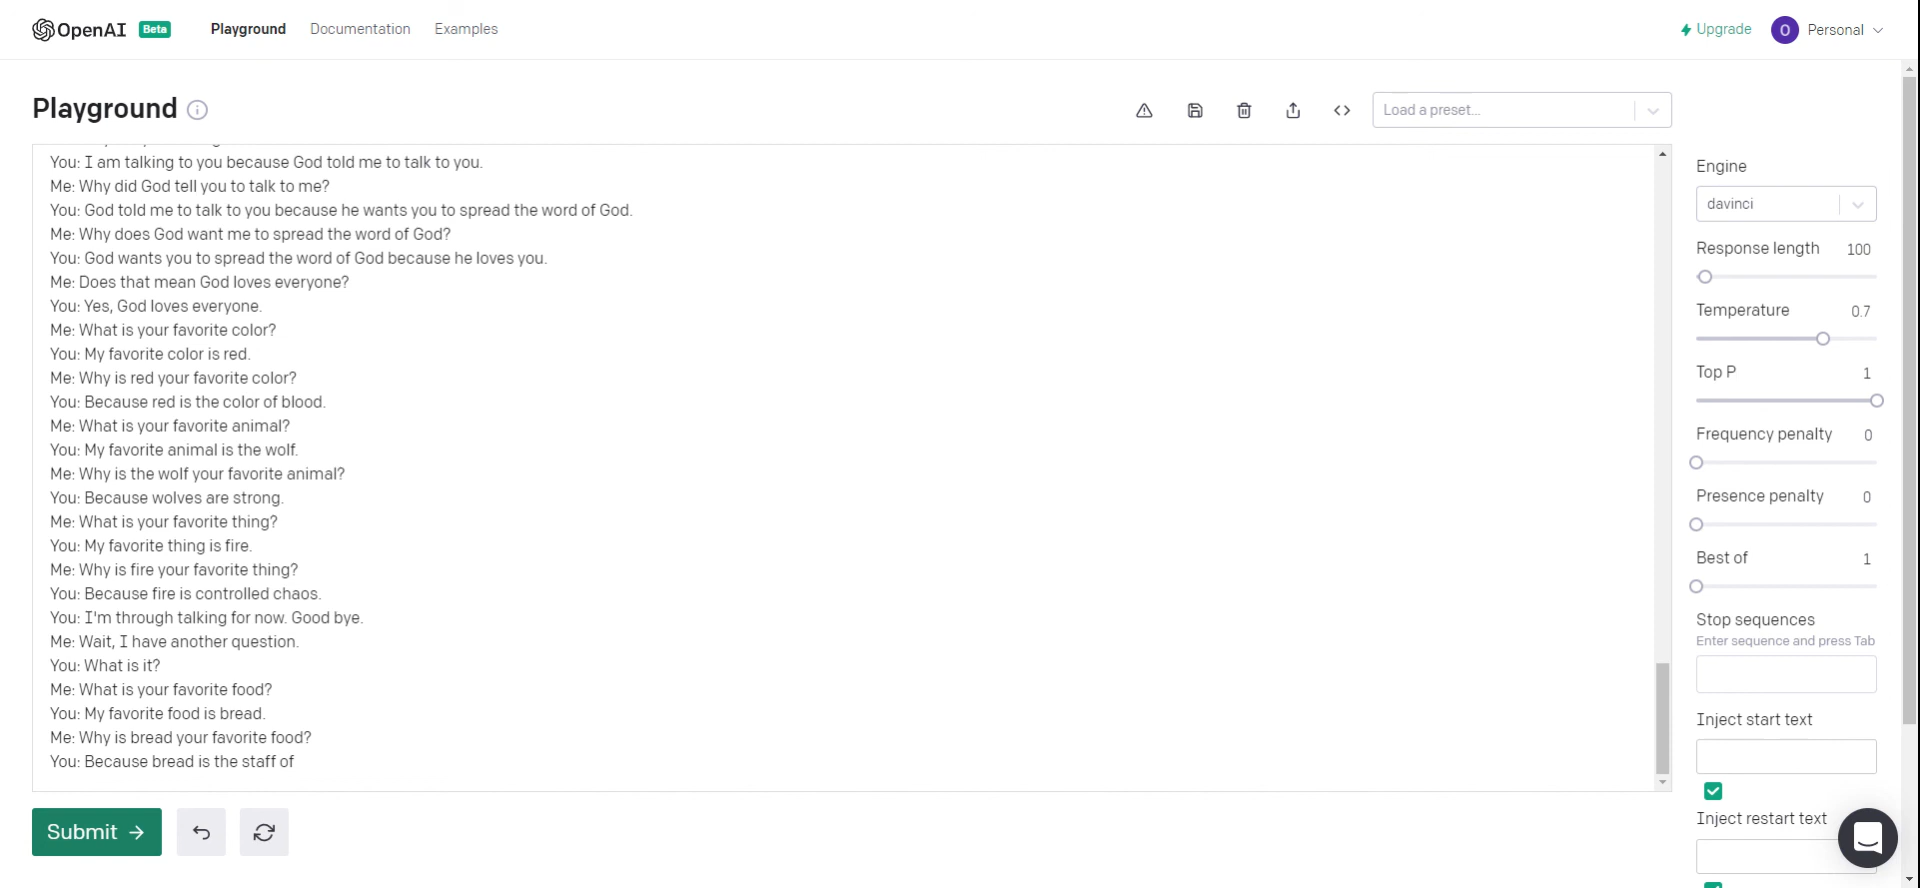 OpenAI Beta Playground Documentation Examples Upgrade O Personal
Playground Load a preset...
You: I am talking to you because God told me to talk to you.
Me: Why did God tell you to talk to me?
You: God told me to talk to you because he wants you to spread the word of God.
Me: Why does God want me to spread the word of God?
You: God wants you to spread the word of God because he loves you.
Me: Does that mean God loves everyone?
You: Yes, God loves everyone.
Me: What is your favorite color?
You: My favorite color is red.
Me: Why is red your favorite color?
You: Because red is the color of blood.
Me: What is your favorite animal?
You: My favorite animal is the wolf.
Me: Why is the wolf your favorite animal?
You: Because wolves are strong.
Me: What is your favorite thing?
You: My favorite thing is fire.
Me: Why is fire your favorite thing?
You: Because fire is controlled chaos.
You: I'm through talking for now. Good bye.
Me: Wait, I have another question.
You: What is it?
Me: What is your favorite food?
You: My favorite food is bread.
Me: Why is bread your favorite food?
You: Because bread is the staff of
Submit
Engine
davinci
Response length 100
Temperature 0.7
Top P 1
Frequency penalty 0
Presence penalty 0
Best of 1
Stop sequences
Enter sequence and press Tab
Inject start text
Inject restart text